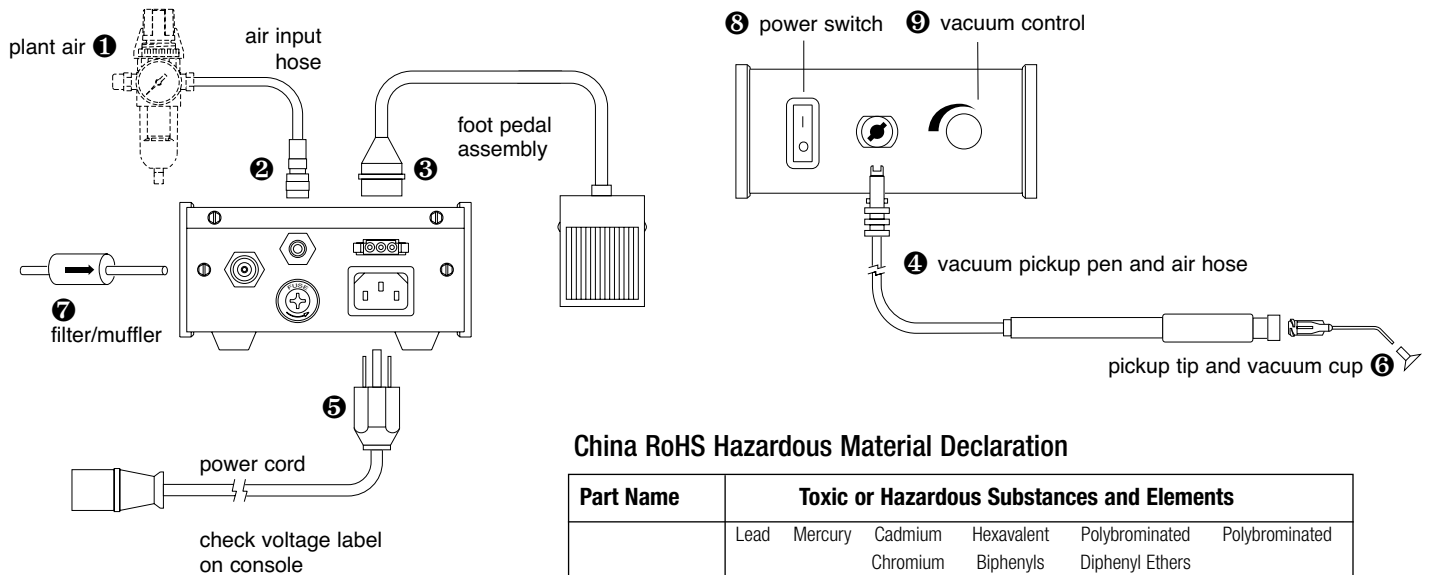 plant air ❶
air input
hose
❷
❸
foot pedal
assembly
FUSE
❼
filter/muffler
❺
power cord
check voltage label
on console
❽ power switch
❾ vacuum control
❹ vacuum pickup pen and air hose
pickup tip and vacuum cup ❻
China RoHS Hazardous Material Declaration
Part Name Toxic or Hazardous Substances and Elements
Lead Mercury Cadmium Hexavalent Polybrominated Polybrominated
Chromium Biphenyls Diphenyl Ethers